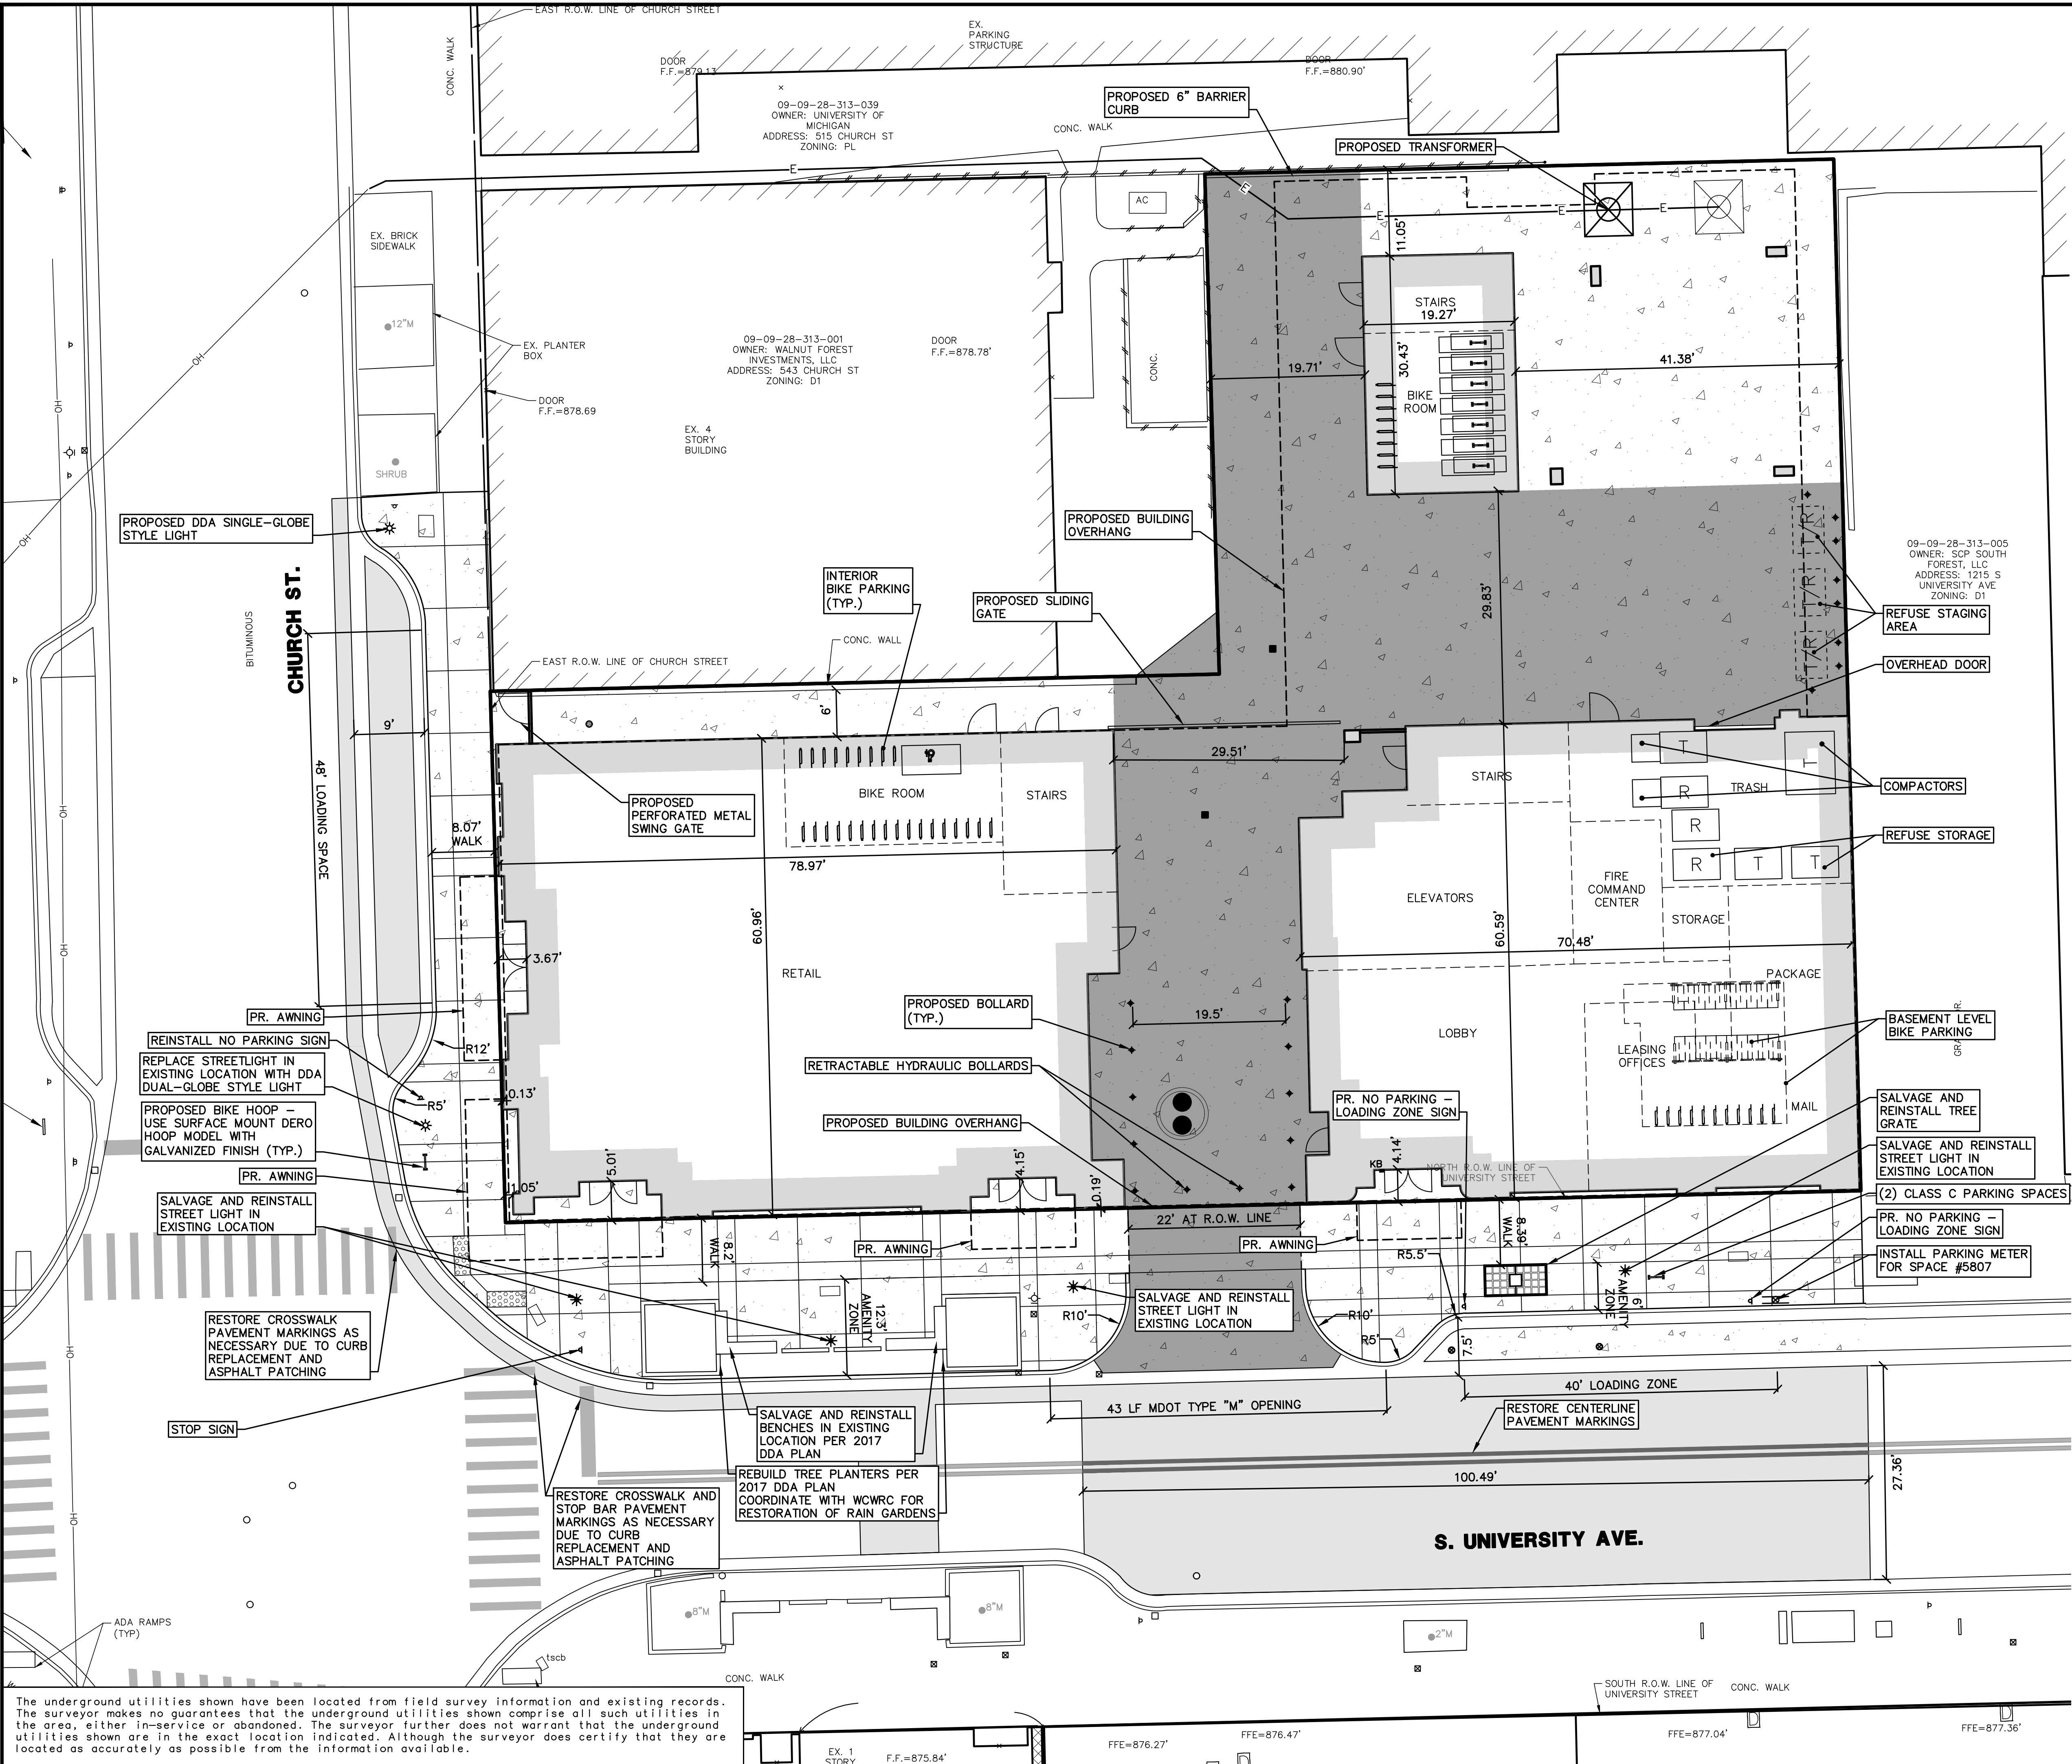 EAST R.O.W. LINE OF CHURCH STREET
CONC. WALK
EX.
PARKING
STRUCTURE
DOOR
F.F.=879.13
DOOR
F.F.=880.90'
09-09-28-313-039
OWNER: UNIVERSITY OF
MICHIGAN
ADDRESS: 515 CHURCH ST
ZONING: PL
PROPOSED 6" BARRIER
CURB
CONC. WALK
PROPOSED TRANSFORMER
E
E
E
E
E
AC
11.05'
EX. BRICK
SIDEWALK
12"M
EX. PLANTER
BOX
DOOR
F.F.=878.69
SHRUB
OH
OH
OH
OH
OH
OH
OH
OH
09-09-28-313-001
OWNER: WALNUT FOREST
INVESTMENTS, LLC
ADDRESS: 543 CHURCH ST
ZONING: D1
DOOR
F.F.=878.78'
EX. 4
STORY
BUILDING
CONC.
STAIRS
19.27'
30.43'
19.71'
41.38'
BIKE
ROOM
PROPOSED DDA SINGLE-GLOBE
STYLE LIGHT
PROPOSED BUILDING
OVERHANG
INTERIOR
BIKE PARKING
(TYP.)
PROPOSED SLIDING
GATE
29.83'
T/R
T/R
T/R
09-09-28-313-005
OWNER: SCP SOUTH
FOREST, LLC
ADDRESS: 1215 S
UNIVERSITY AVE
ZONING: D1
REFUSE STAGING
AREA
OVERHEAD DOOR
CHURCH ST.
BITUMINOUS
CONC. WALL
EAST R.O.W. LINE OF CHURCH STREET
9'
9'
48' LOADING SPACE
8.07'
WALK
PROPOSED
PERFORATED METAL
SWING GATE
BIKE ROOM
STAIRS
29.51'
STAIRS
T
T
R
TRASH
R
R
T
T
COMPACTORS
REFUSE STORAGE
78.97'
60.96'
ELEVATORS
FIRE
COMMAND
CENTER
STORAGE
60.59'
70.48'
3.67'
RETAIL
PACKAGE
PROPOSED BOLLARD
(TYP.)
19.5'
LOBBY
LEASING
OFFICES
MAIL
BASEMENT LEVEL
BIKE PARKING
PR. AWNING
REINSTALL NO PARKING SIGN
REPLACE STREETLIGHT IN
EXISTING LOCATION WITH DDA
DUAL-GLOBE STYLE LIGHT
PROPOSED BIKE HOOP -
USE SURFACE MOUNT DERO
HOOP MODEL WITH
GALVANIZED FINISH (TYP.)
PR. AWNING
SALVAGE AND REINSTALL
STREET LIGHT IN
EXISTING LOCATION
R12'
R5'
0.13'
1.05'
RETRACTABLE HYDRAULIC BOLLARDS
PROPOSED BUILDING OVERHANG
PR. NO PARKING -
LOADING ZONE SIGN
SALVAGE AND
REINSTALL TREE
GRATE
SALVAGE AND REINSTALL
STREET LIGHT IN
EXISTING LOCATION
(2) CLASS C PARKING SPACES
PR. NO PARKING -
LOADING ZONE SIGN
INSTALL PARKING METER
FOR SPACE #5807
5.01'
4.15'
0.19'
KB
4.14'
NORTH R.O.W. LINE OF
UNIVERSITY STREET
22' AT R.O.W. LINE
8.2'
WALK
PR. AWNING
PR. AWNING
8.39'
WALK
R5.5'
12.3'
AMENITY
ZONE
SALVAGE AND REINSTALL
STREET LIGHT IN
EXISTING LOCATION
R10'
R10'
R5'
7.5'
6'
AMENITY
ZONE
RESTORE CROSSWALK
PAVEMENT MARKINGS AS
NECESSARY DUE TO CURB
REPLACEMENT AND
ASPHALT PATCHING
STOP SIGN
SALVAGE AND REINSTALL
BENCHES IN EXISTING
LOCATION PER 2017
DDA PLAN
43 LF MDOT TYPE "M" OPENING
40' LOADING ZONE
RESTORE CENTERLINE
PAVEMENT MARKINGS
REBUILD TREE PLANTERS PER
2017 DDA PLAN
COORDINATE WITH WCWRC FOR
RESTORATION OF RAIN GARDENS
100.49'
27.36'
RESTORE CROSSWALK AND
STOP BAR PAVEMENT
MARKINGS AS NECESSARY
DUE TO CURB
REPLACEMENT AND
ASPHALT PATCHING
S. UNIVERSITY AVE.
ADA RAMPS
(TYP)
8"M
8"M
2"M
tscb
CONC. WALK
SOUTH R.O.W. LINE OF
UNIVERSITY STREET
CONC. WALK
The underground utilities shown have been located from field survey information and existing records.
The surveyor makes no guarantees that the underground utilities shown comprise all such utilities in
the area, either in-service or abandoned. The surveyor further does not warrant that the underground
utilities shown are in the exact location indicated. Although the surveyor does certify that they are
located as accurately as possible from the information available.
EX. 1
STORY
F.F.=875.84'
FFE=876.27'
FFE=876.47'
FFE=877.04'
FFE=877.36'